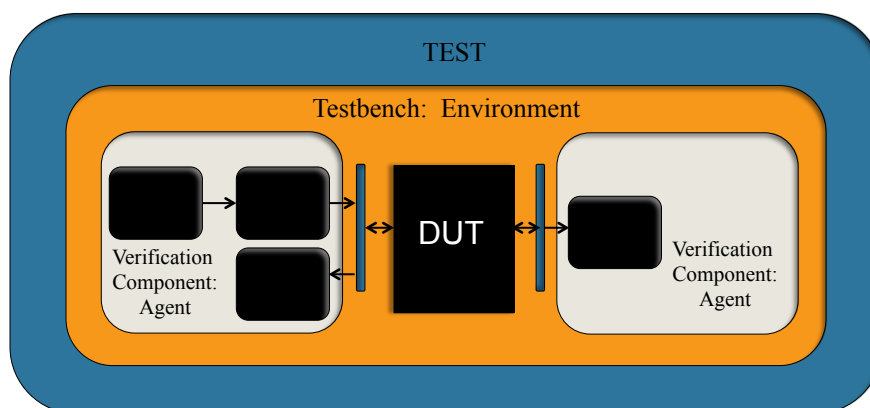 TEST
Testbench:  Environment
Verification
Component:
Agent
DUT
Verification
Component:
Agent